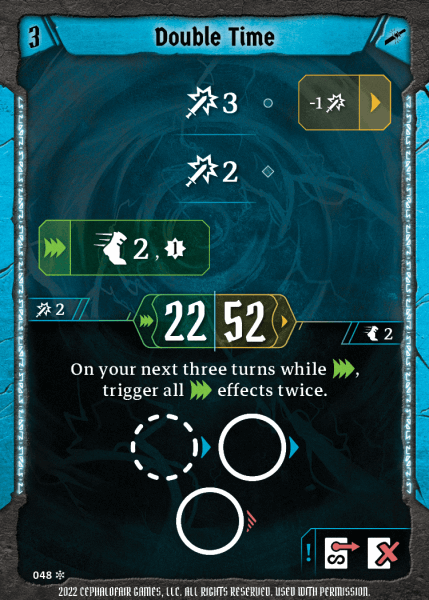 3 Double Time
3 -1
2
2, 1
2 22 52 2
On your next three turns while ,
trigger all effects twice.
!
048
2022 CEPHALOFAIR GAMES, LLC. ALL RIGHTS RESERVED. USED WITH PERMISSION.